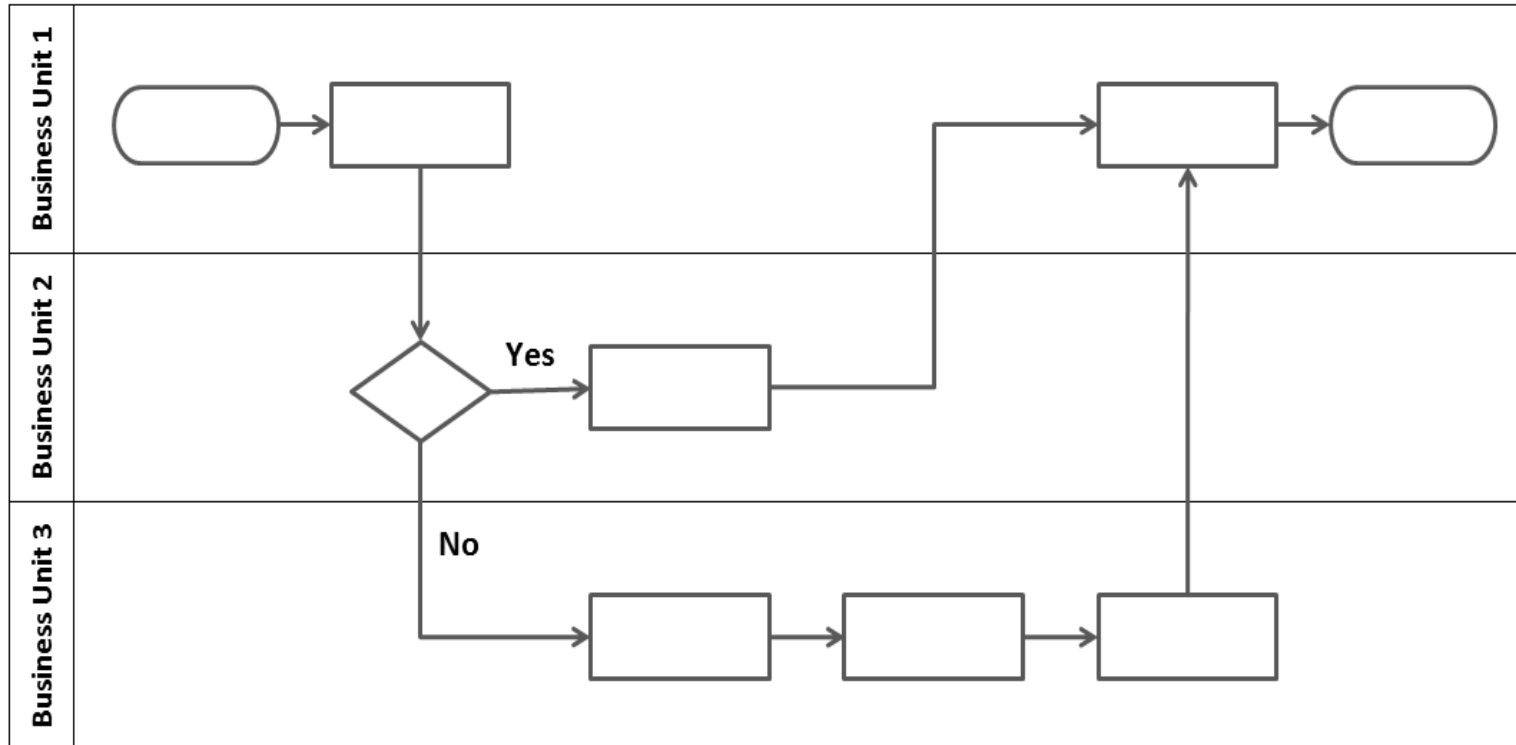 Business Unit 1
Business Unit 2
Yes
Business Unit 3
No